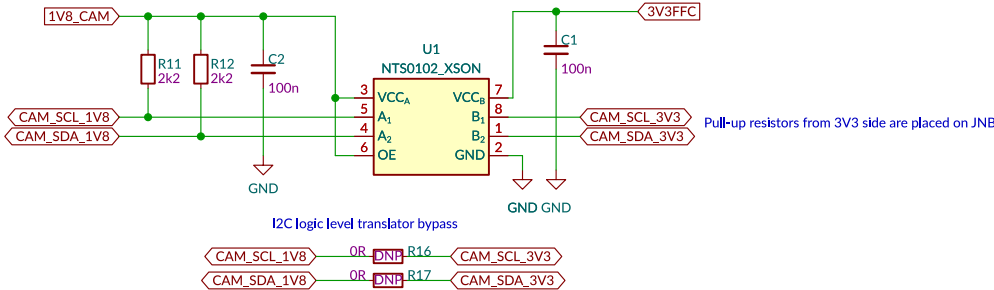 1V8_CAM
3V3FFC
R11
2k2
R12
2k2
C2
100n
U1
NTS0102_XSON
C1
100n
3 VCCA VCCB 7
CAM_SCL_1V8 5 A1 B1 8 CAM_SCL_3V3
CAM_SDA_1V8 4 A2 B2 1 CAM_SDA_3V3
6 OE GND 2
Pull-up resistors from 3V3 side are placed on JNB
GND
GND GND
I2C logic level translator bypass
CAM_SCL_1V8 0R DNP R16 CAM_SCL_3V3
CAM_SDA_1V8 0R DNP R17 CAM_SDA_3V3